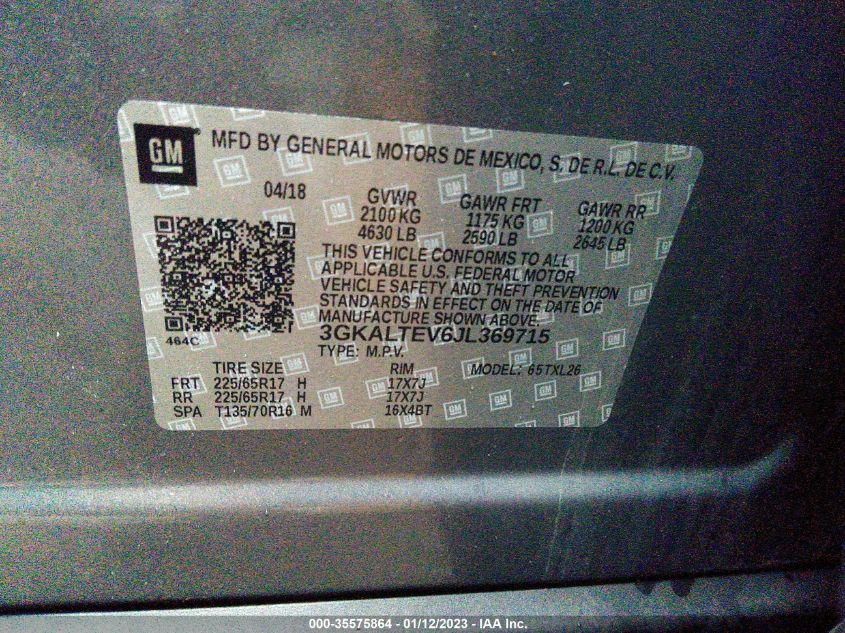 GM
MFD BY GENERAL MOTORS DE MEXICO, S. DE R.L. DE C.V.
04/18
GVWR GAWR FRT GAWR RR
2100 KG 1175 KG 1200 KG
4630 LB 2590 LB 2645 LB
THIS VEHICLE CONFORMS TO ALL
APPLICABLE U.S. FEDERAL MOTOR
VEHICLE SAFETY AND THEFT PREVENTION
STANDARDS IN EFFECT ON THE DATE OF
MANUFACTURE SHOWN ABOVE.
464C
3GKALTEV6JL369715
TYPE: M.P.V.
TIRE SIZE RIM MODEL: 65TXL26
FRT 225/65R17 H 17X7J
RR 225/65R17 H 17X7J
SPA T135/70R16 M 16X4BT
000-35575864 - 01/12/2023 - IAA Inc.